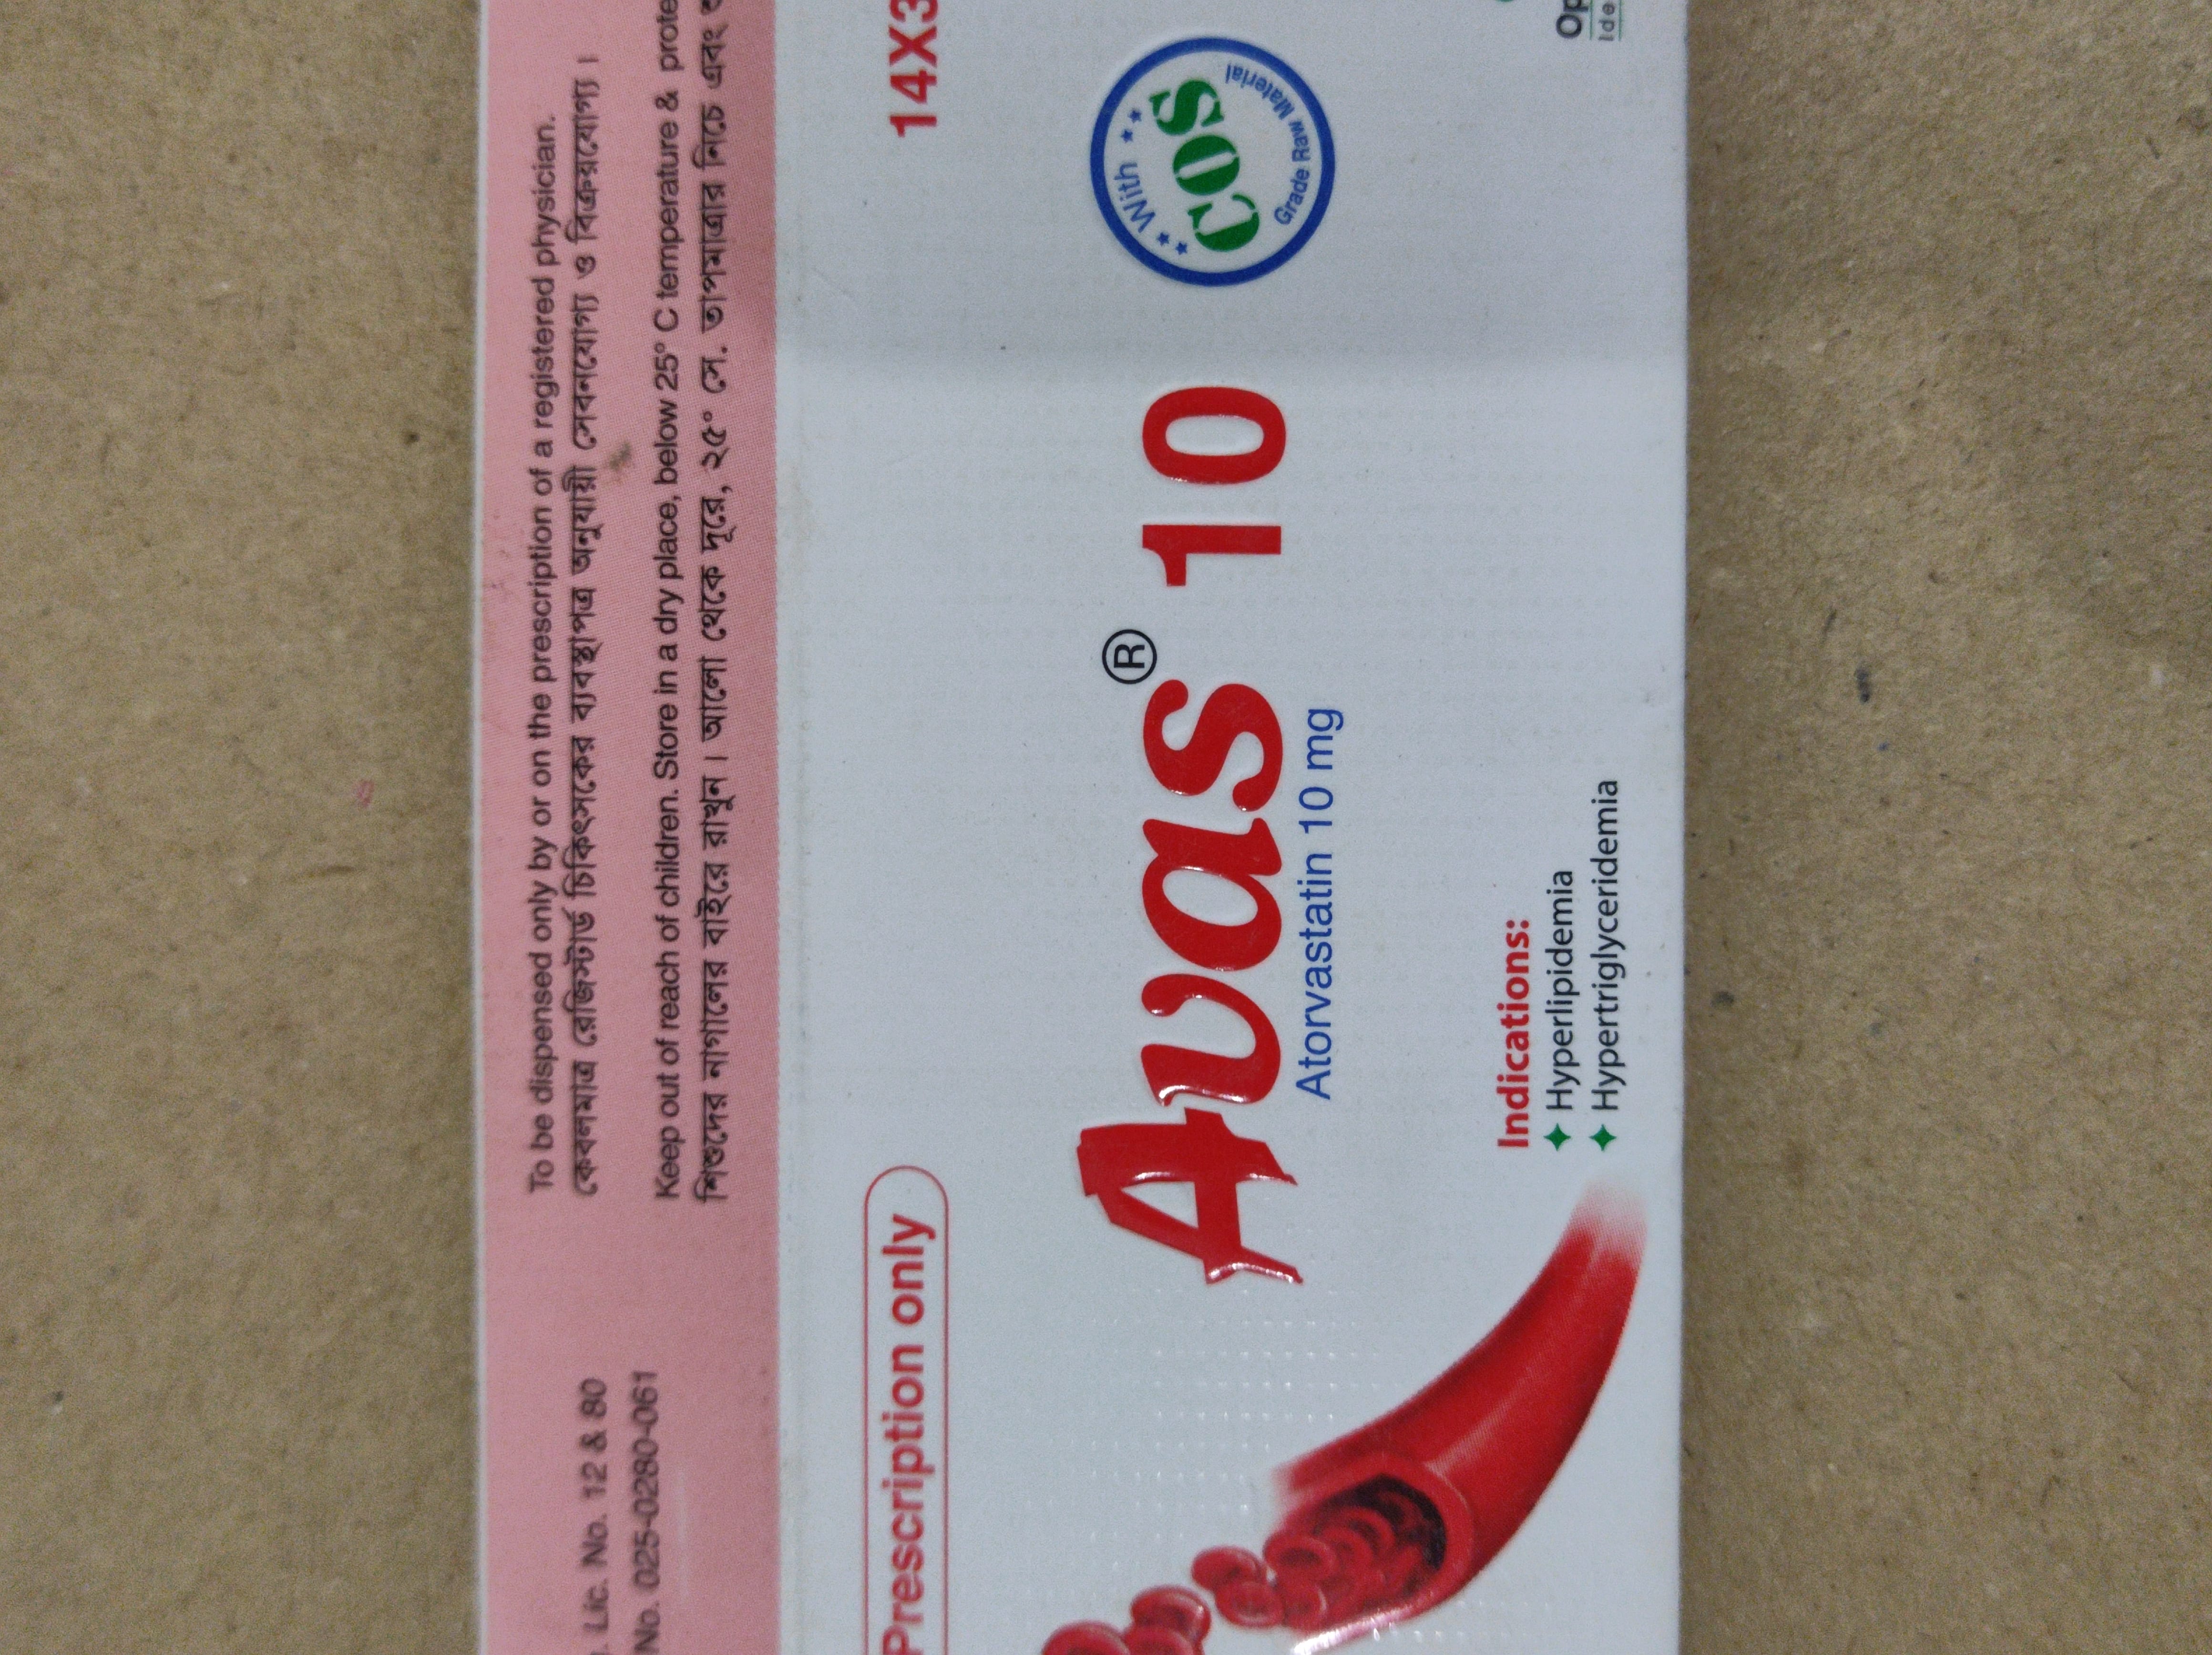 Lic. No. 12 & 80
No. 025-0280-061
To be dispensed only by or on the prescription of a registered physician.
কেবলমাত্র রেজিস্টার্ড চিকিৎসকের ব্যবস্থাপত্র অনুযায়ী সেবনযোগ্য ও বিক্রয়যোগ্য ।
Keep out of reach of children. Store in a dry place, below 25° C temperature & prote
শিশুদের নাগালের বাইরে রাখুন । আলো থেকে দূরে, ২৫° সে. তাপমাত্রার নিচে এবং
Prescription only
14X3
Avas® 10
Atorvastatin 10 mg
With
COS
Grade Raw Material
Indications:
Hyperlipidemia
Hypertriglyceridemia
Op
Ide